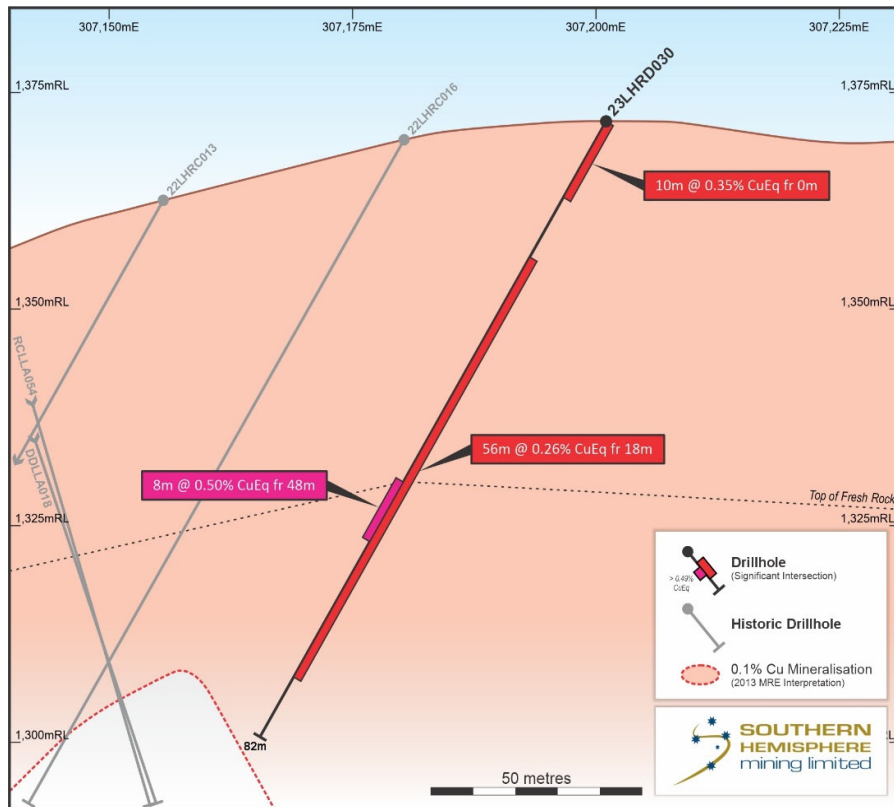 307,150mE
307,175mE
307,200mE
307,225mE
1,375mRL
1,375mRL
23LHRD030
22LHRC016
22LHRC013
10m @ 0.35% CuEq fr 0m
1,350mRL
1,350mRL
RCLLA054
DDLLA018
56m @ 0.26% CuEq fr 18m
8m @ 0.50% CuEq fr 48m
Top of Fresh Rock
1,325mRL
1,325mRL
Drillhole
(Significant Intersection)
> 0.49%
CuEq
Historic Drillhole
0.1% Cu Mineralisation
(2013 MRE Interpretation)
1,300mRL
82m
50 metres
SOUTHERN
HEMISPHERE
mining limited